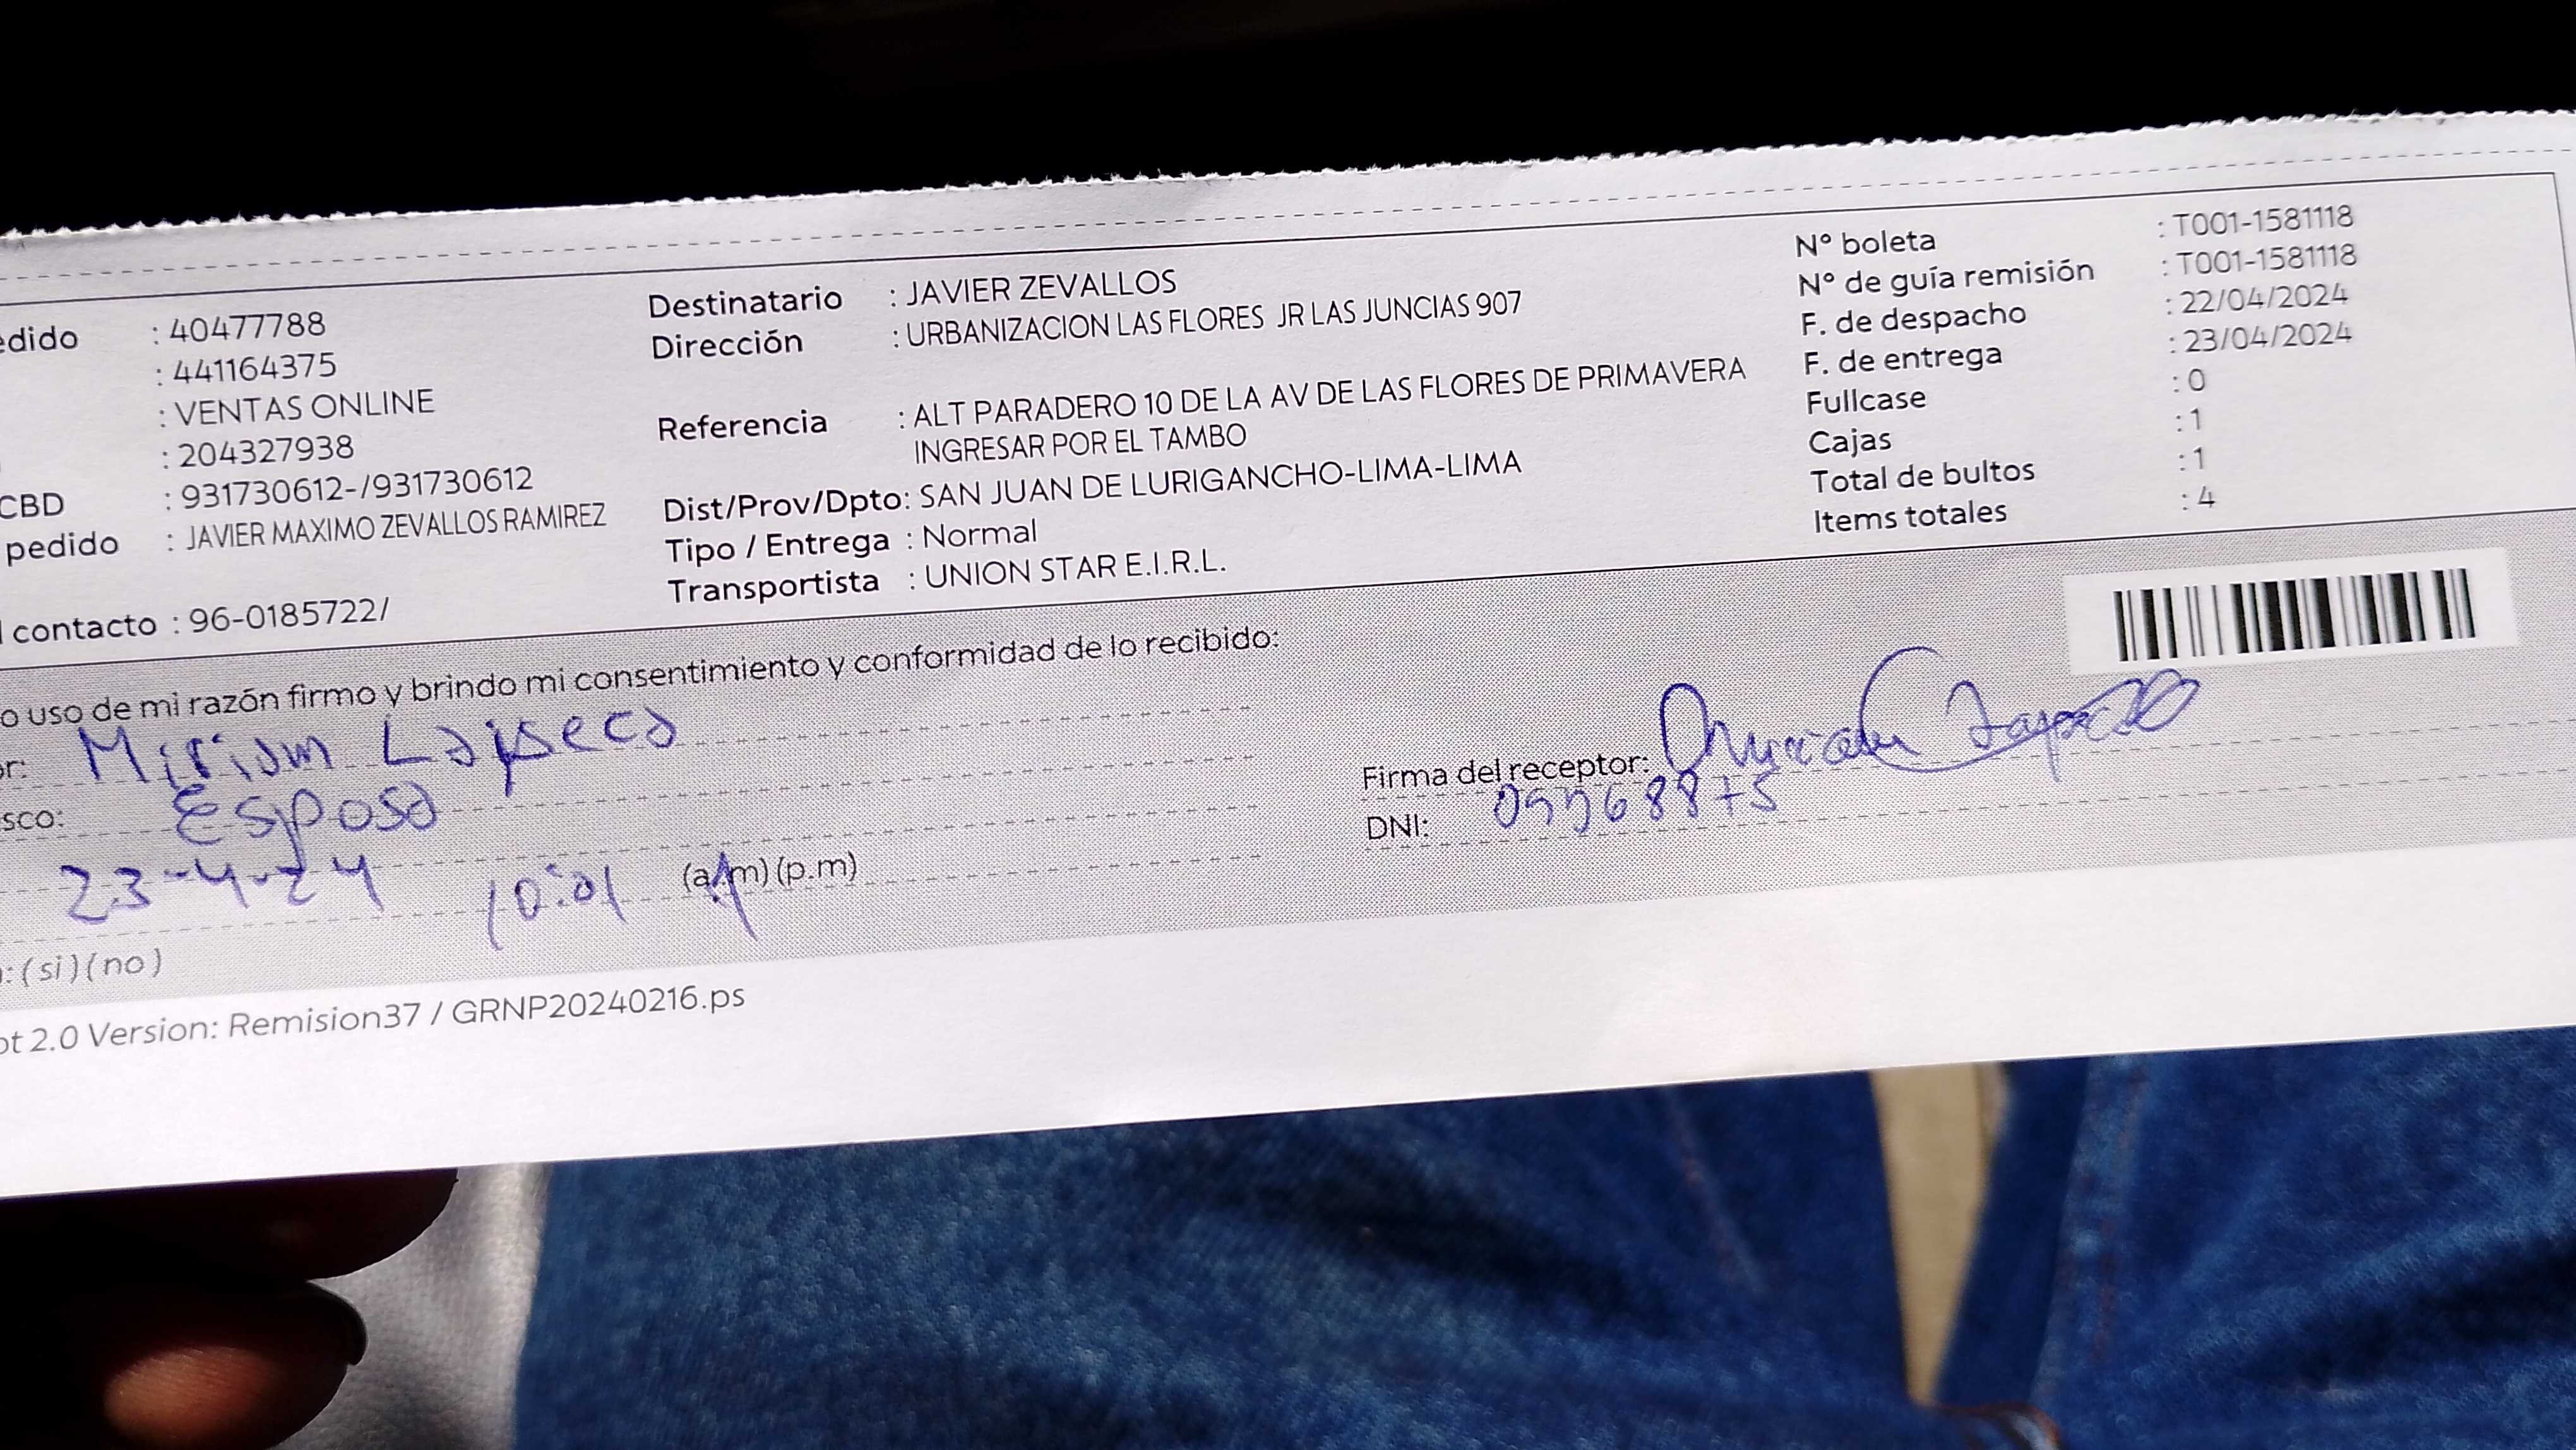 edido : 40477788
: 441164375
: VENTAS ONLINE
: 204327938
CBD : 931730612-/931730612
pedido : JAVIER MAXIMO ZEVALLOS RAMIREZ
l contacto : 96-0185722/
Destinatario : JAVIER ZEVALLOS
Dirección : URBANIZACION LAS FLORES JR LAS JUNCIAS 907
Referencia : ALT PARADERO 10 DE LA AV DE LAS FLORES DE PRIMAVERA
INGRESAR POR EL TAMBO
Dist/Prov/Dpto: SAN JUAN DE LURIGANCHO-LIMA-LIMA
Tipo / Entrega : Normal
Transportista : UNION STAR E.I.R.L.
N° boleta : T001-1581118
N° de guía remisión : T001-1581118
F. de despacho : 22/04/2024
F. de entrega : 23/04/2024
Fullcase : 0
Cajas : 1
Total de bultos : 1
Items totales : 4
o uso de mi razón firmo y brindo mi consentimiento y conformidad de lo recibido:
or: Miriam
sco: Esposa
23-4-24 10:01 (a.m) (p.m)
Firma del receptor:
DNI:
: (si) (no)
pt 2.0 Version: Remision37 / GRNP20240216.ps